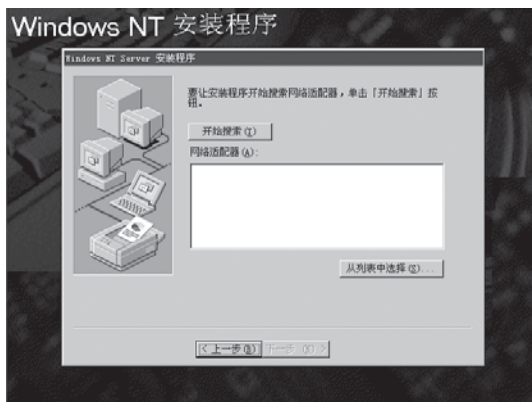 Windows NT 安装程序
Windows NT Server 安装程序
要让安装程序开始搜索网络适配器，单击「开始搜索」按
钮。
开始搜索(T)
网络适配器(A):
从列表中选择(S)...
< 上一步(B)
下一步(N) >